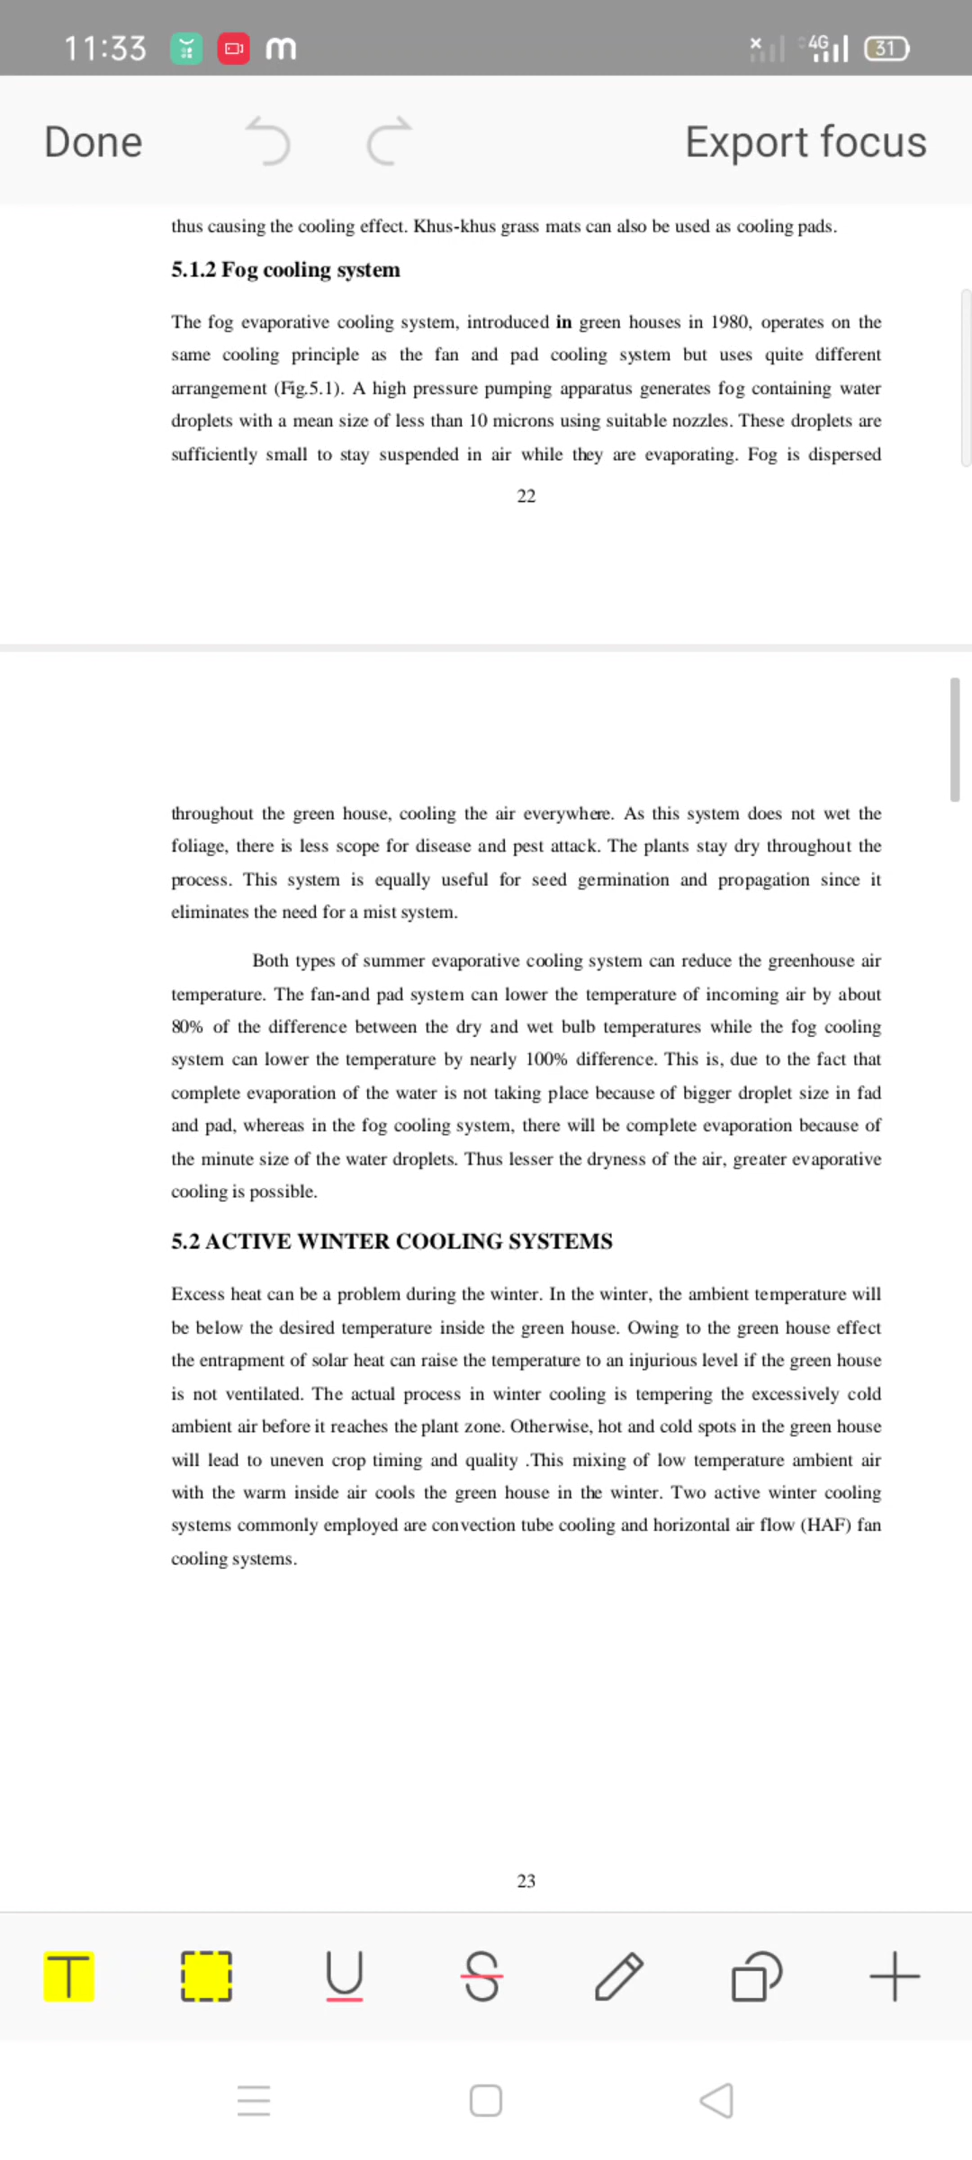 11:33
m
4G
31
Done
Export focus
thus causing the cooling effect. Khus-khus grass mats can also be used as cooling pads.
5.1.2 Fog cooling system
The fog evaporative cooling system, introduced in green houses in 1980, operates on the
same cooling principle as the fan and pad cooling system but uses quite different
arrangement (Fig.5.1). A high pressure pumping apparatus generates fog containing water
droplets with a mean size of less than 10 microns using suitable nozzles. These droplets are
sufficiently small to stay suspended in air while they are evaporating. Fog is dispersed
22
throughout the green house, cooling the air everywhere. As this system does not wet the
foliage, there is less scope for disease and pest attack. The plants stay dry throughout the
process. This system is equally useful for seed germination and propagation since it
eliminates the need for a mist system.
Both types of summer evaporative cooling system can reduce the greenhouse air
temperature. The fan-and pad system can lower the temperature of incoming air by about
80% of the difference between the dry and wet bulb temperatures while the fog cooling
system can lower the temperature by nearly 100% difference. This is, due to the fact that
complete evaporation of the water is not taking place because of bigger droplet size in fad
and pad, whereas in the fog cooling system, there will be complete evaporation because of
the minute size of the water droplets. Thus lesser the dryness of the air, greater evaporative
cooling is possible.
5.2 ACTIVE WINTER COOLING SYSTEMS
Excess heat can be a problem during the winter. In the winter, the ambient temperature will
be below the desired temperature inside the green house. Owing to the green house effect
the entrapment of solar heat can raise the temperature to an injurious level if the green house
is not ventilated. The actual process in winter cooling is tempering the excessively cold
ambient air before it reaches the plant zone. Otherwise, hot and cold spots in the green house
will lead to uneven crop timing and quality .This mixing of low temperature ambient air
with the warm inside air cools the green house in the winter. Two active winter cooling
systems commonly employed are convection tube cooling and horizontal air flow (HAF) fan
cooling systems.
23
T
U
S